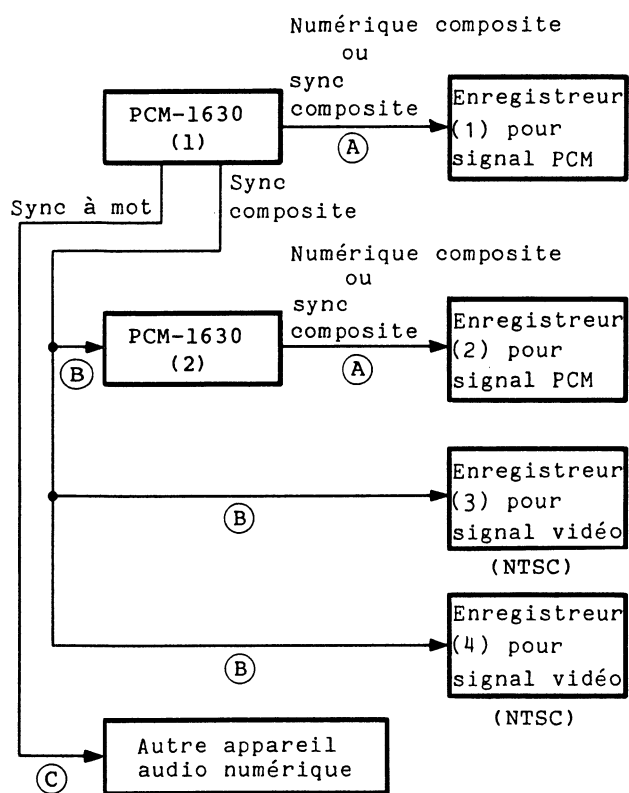 Numérique composite
ou
sync
composite
PCM-1630
(1)
A
Enregistreur
(1) pour
signal PCM
Sync à mot
Sync
composite
Numérique composite
ou
sync
composite
B
PCM-1630
(2)
A
Enregistreur
(2) pour
signal PCM
B
Enregistreur
(3) pour
signal vidéo
(NTSC)
B
Enregistreur
(4) pour
signal vidéo
(NTSC)
C
Autre appareil
audio numérique